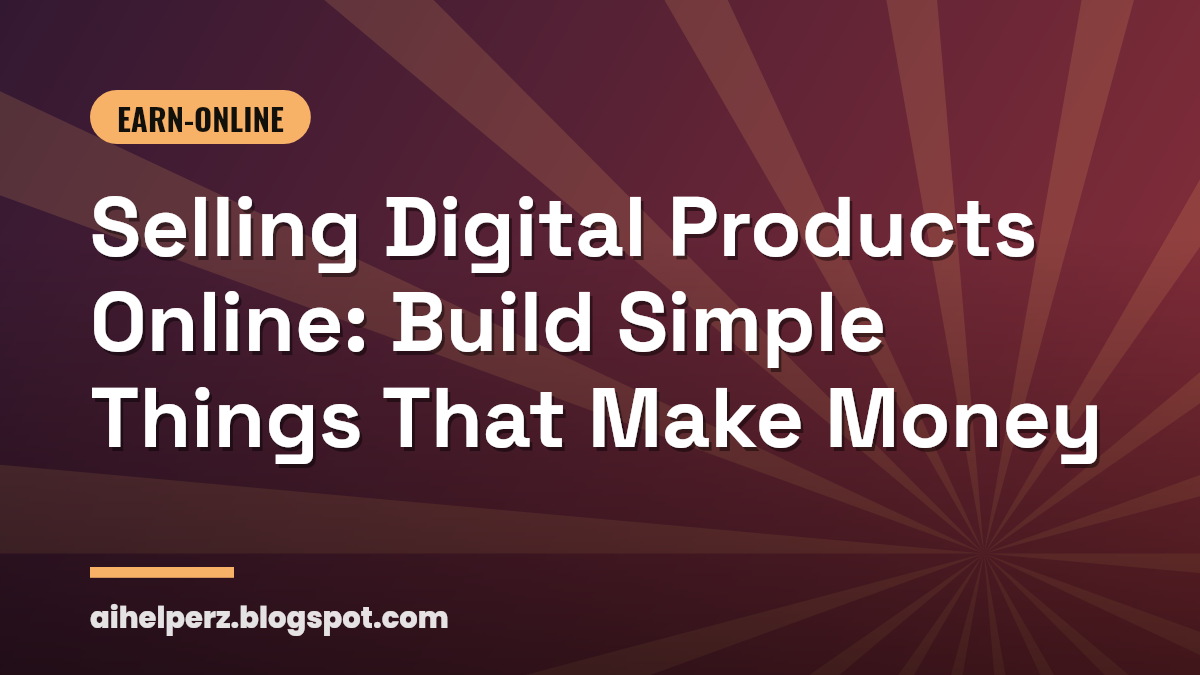 EARN-ONLINE
Selling Digital Products
Online: Build Simple
Things That Make Money
aihelperz.blogspot.com